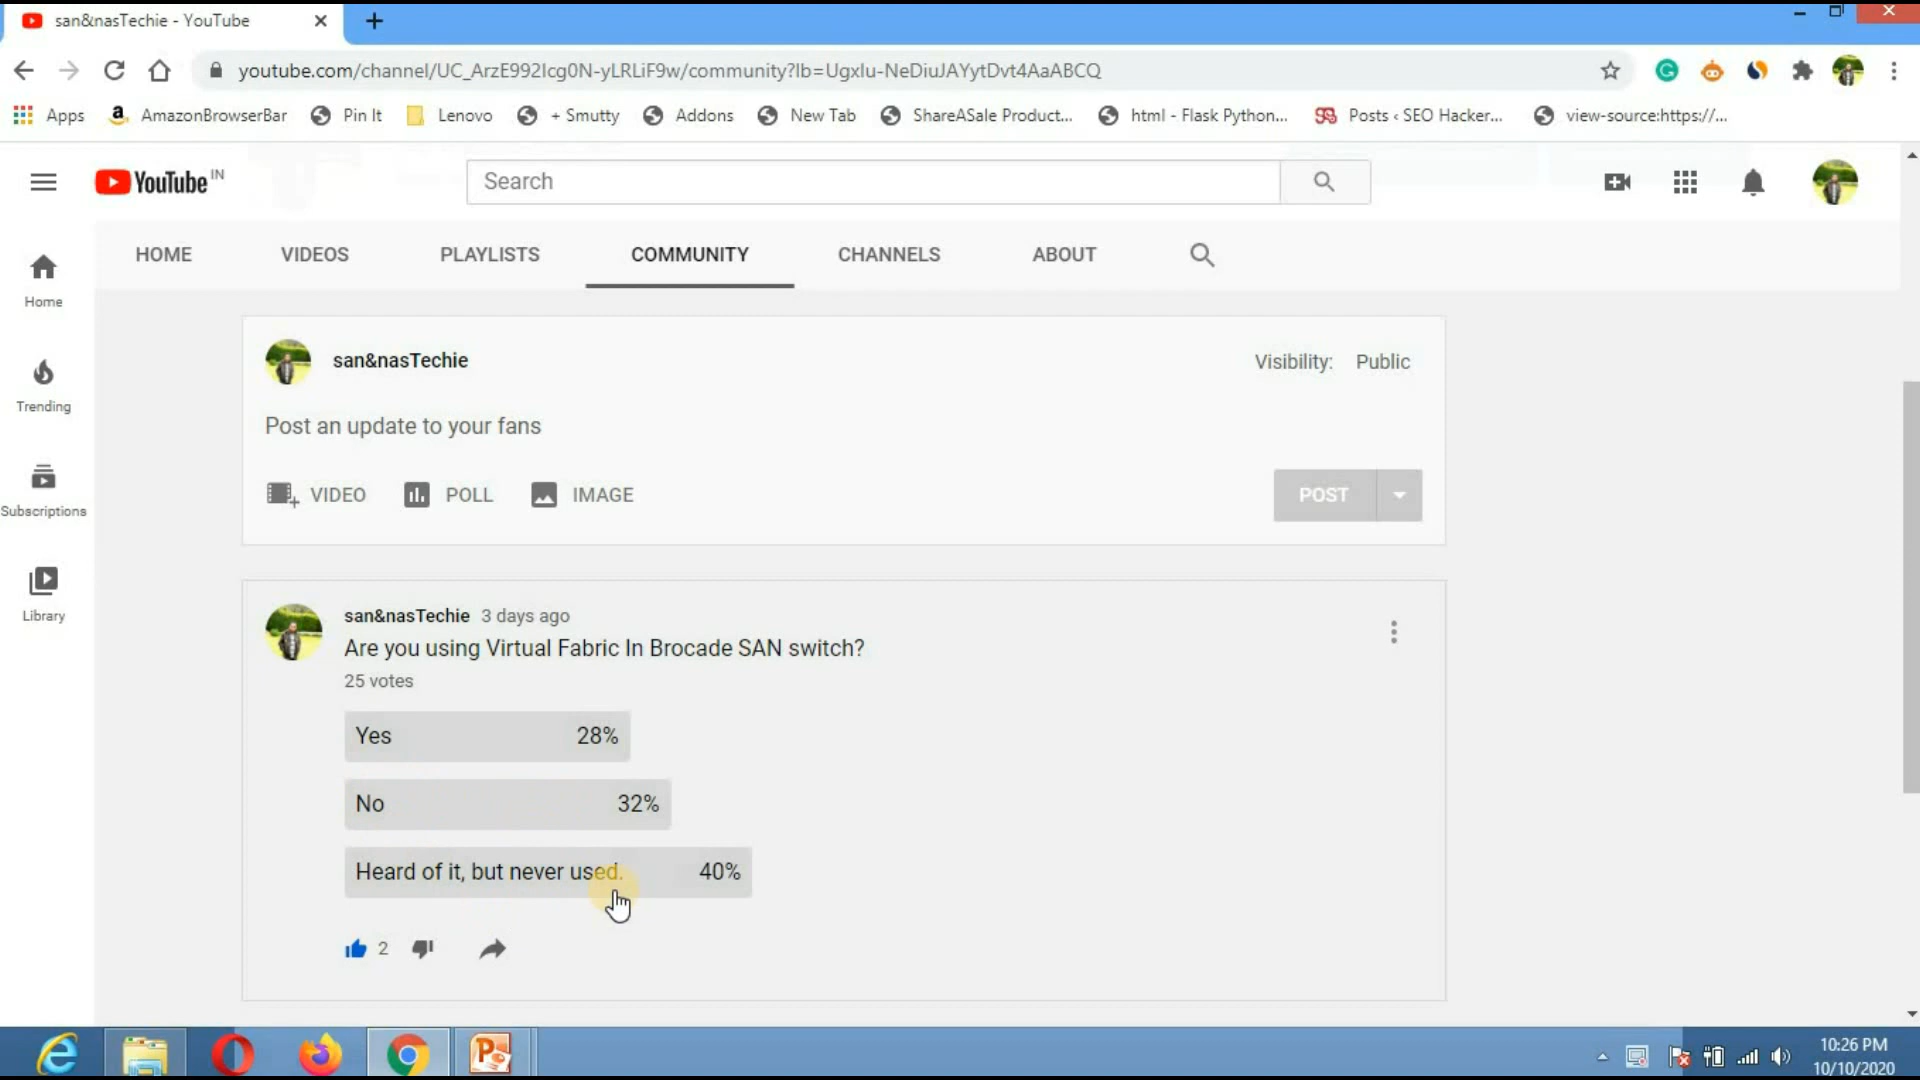 san&nasTechie - YouTube
youtube.com/channel/UC_ArzE992Icg0N-yLRLiF9w/community?lb=UgxIu-NeDiuJAYytDvt4AaABCQ
Apps AmazonBrowserBar Pin It Lenovo + Smutty Addons New Tab ShareASale Product... html - Flask Python... Posts ‹ SEO Hacker... view-source:https://...
YouTube IN Search
HOME VIDEOS PLAYLISTS COMMUNITY CHANNELS ABOUT
Home
Trending
Subscriptions
Library
san&nasTechie Visibility: Public
Post an update to your fans
VIDEO POLL IMAGE POST
san&nasTechie 3 days ago
Are you using Virtual Fabric In Brocade SAN switch?
25 votes
Yes 28%
No 32%
Heard of it, but never used. 40%
2
10:26 PM
10/10/2020